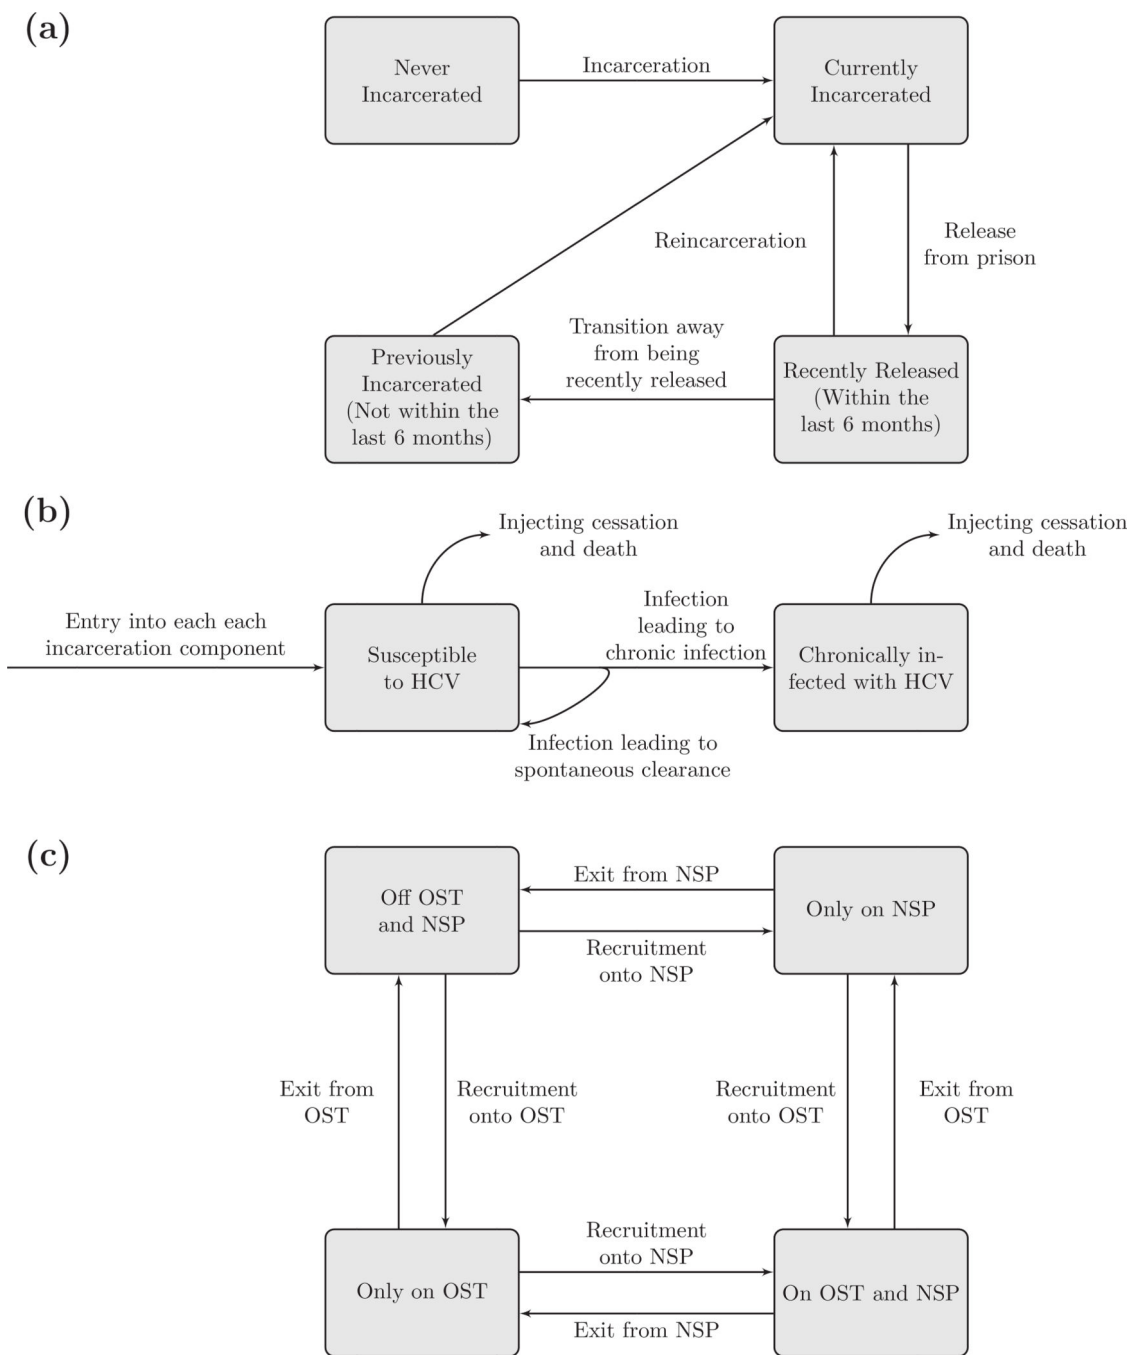 (a)
Never
Incarcerated
Incarceration
Currently
Incarcerated
Reincarceration
Release
from prison
Previously
Incarcerated
(Not within the
last 6 months)
Transition away
from being
recently released
Recently Released
(Within the
last 6 months)
(b)
Injecting cessation
and death
Injecting cessation
and death
Entry into each each
incarceration component
Susceptible
to HCV
Infection
leading to
chronic infection
Chronically in-
fected with HCV
Infection leading to
spontaneous clearance
(c)
Off OST
and NSP
Exit from NSP
Recruitment
onto NSP
Only on NSP
Exit from
OST
Recruitment
onto OST
Recruitment
onto OST
Exit from
OST
Only on OST
Recruitment
onto NSP
Exit from NSP
On OST and NSP